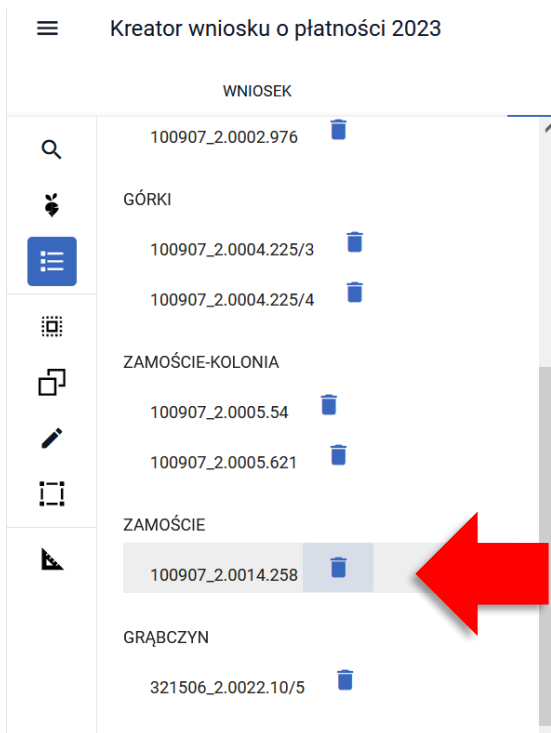 Kreator wniosku o płatności 2023
WNIOSEK
100907_2.0002.976
GÓRKI
100907_2.0004.225/3
100907_2.0004.225/4
ZAMOŚCIE-KOLONIA
100907_2.0005.54
100907_2.0005.621
ZAMOŚCIE
100907_2.0014.258
GRĄBCZYN
321506_2.0022.10/5